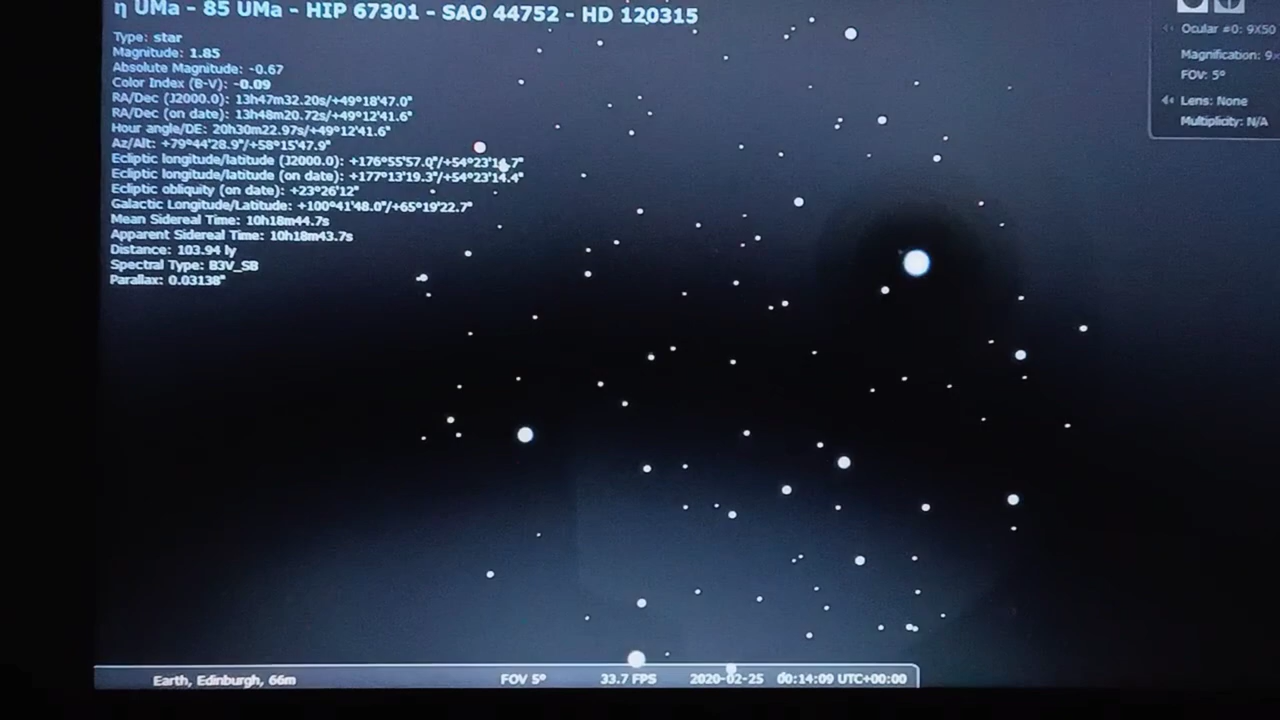 η UMa - 85 UMa - HIP 67301 - SAO 44752 - HD 120315
Type: star
Magnitude: 1.85
Absolute Magnitude: -0.67
Color Index (B-V): -0.09
RA/Dec (J2000.0): 13h47m32.20s/+49°18'47.0"
RA/Dec (on date): 13h48m20.72s/+49°12'41.6"
Hour angle/DE: 20h30m22.97s/+49°12'41.6"
Az/Alt: +79°44'28.9"/+58°15'47.9"
Ecliptic longitude/latitude (J2000.0): +176°55'57.0"/+54°23'14.7"
Ecliptic longitude/latitude (on date): +177°13'19.3"/+54°23'14.4"
Ecliptic obliquity (on date): +23°26'12"
Galactic Longitude/Latitude: +100°41'48.0"/+65°19'22.7"
Mean Sidereal Time: 10h18m44.7s
Apparent Sidereal Time: 10h18m43.7s
Distance: 103.94 ly
Spectral Type: B3V_SB
Parallax: 0.03138"
Ocular #0: 9X50
Magnification: 9x
FOV: 5°
Lens: None
Multiplicity: N/A
Earth, Edinburgh, 66m FOV 5° 33.7 FPS 2020-02-25 00:14:09 UTC+00:00